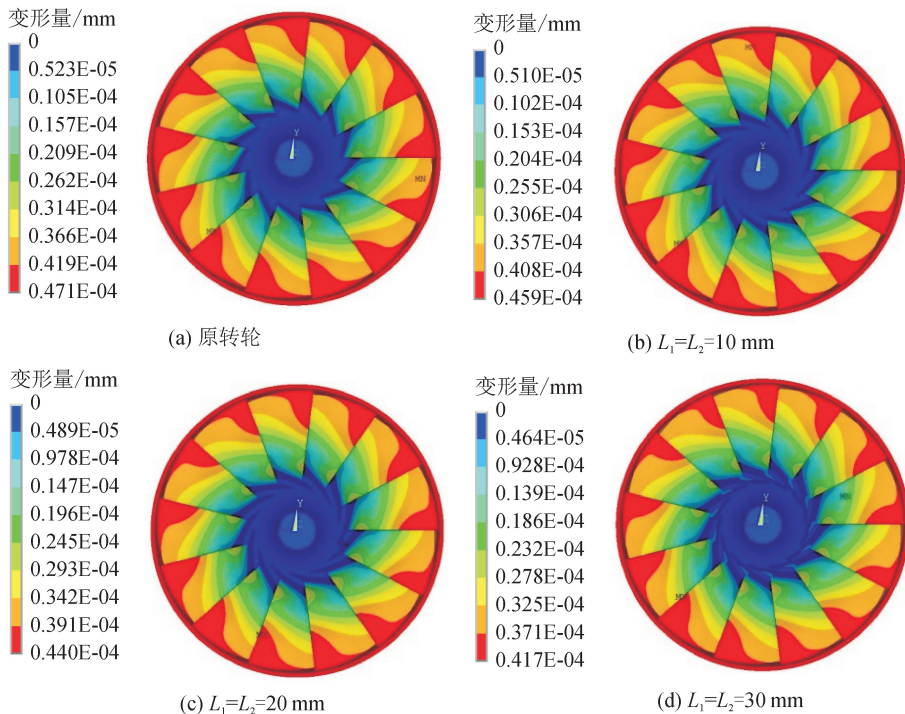 变形量/mm
0
0.523E-05
0.105E-04
0.157E-04
0.209E-04
0.262E-04
0.314E-04
0.366E-04
0.419E-04
0.471E-04
Y
MN
(a) 原转轮
变形量/mm
0
0.510E-05
0.102E-04
0.153E-04
0.204E-04
0.255E-04
0.306E-04
0.357E-04
0.408E-04
0.459E-04
MN
Y
(b) L₁=L₂=10 mm
变形量/mm
0
0.489E-05
0.978E-04
0.147E-04
0.196E-04
0.245E-04
0.293E-04
0.342E-04
0.391E-04
0.440E-04
Y
(c) L₁=L₂=20 mm
变形量/mm
0
0.464E-05
0.928E-04
0.139E-04
0.186E-04
0.232E-04
0.278E-04
0.325E-04
0.371E-04
0.417E-04
Y
MN
(d) L₁=L₂=30 mm